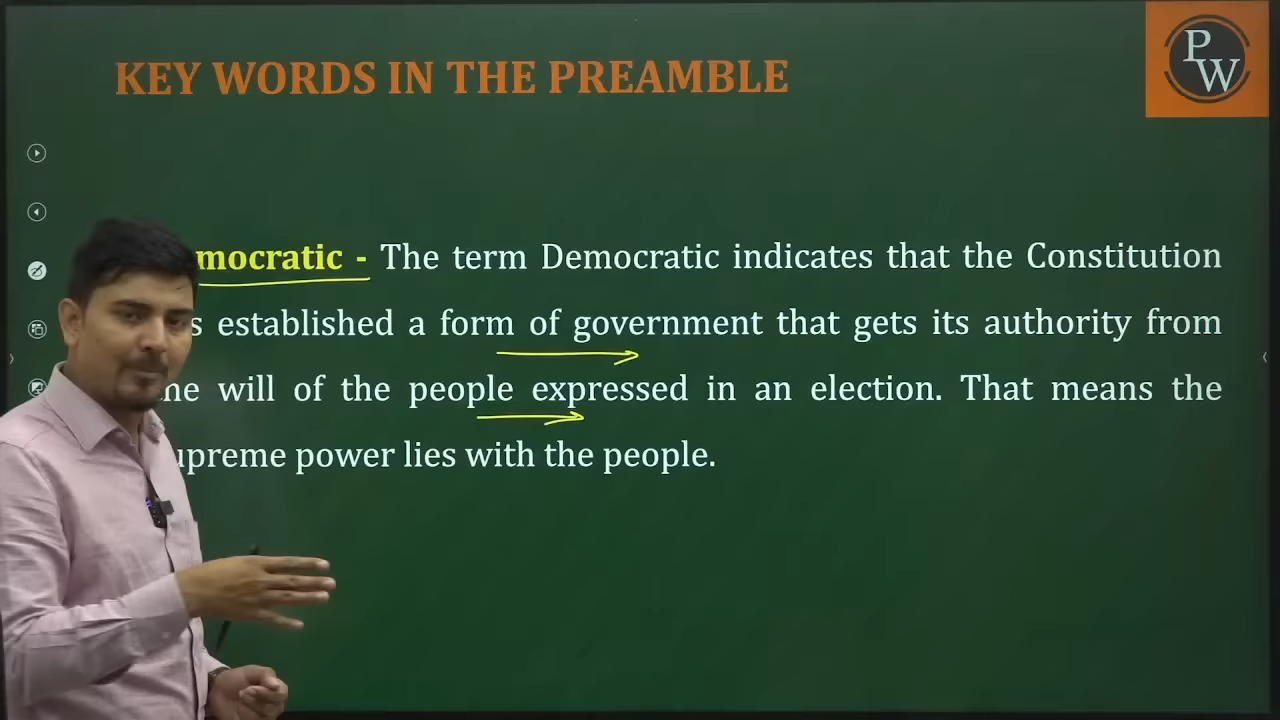 KEY WORDS IN THE PREAMBLE
PW
mocratic - The term Democratic indicates that the Constitution
s established a form of government that gets its authority from
he will of the people expressed in an election. That means the
upreme power lies with the people.